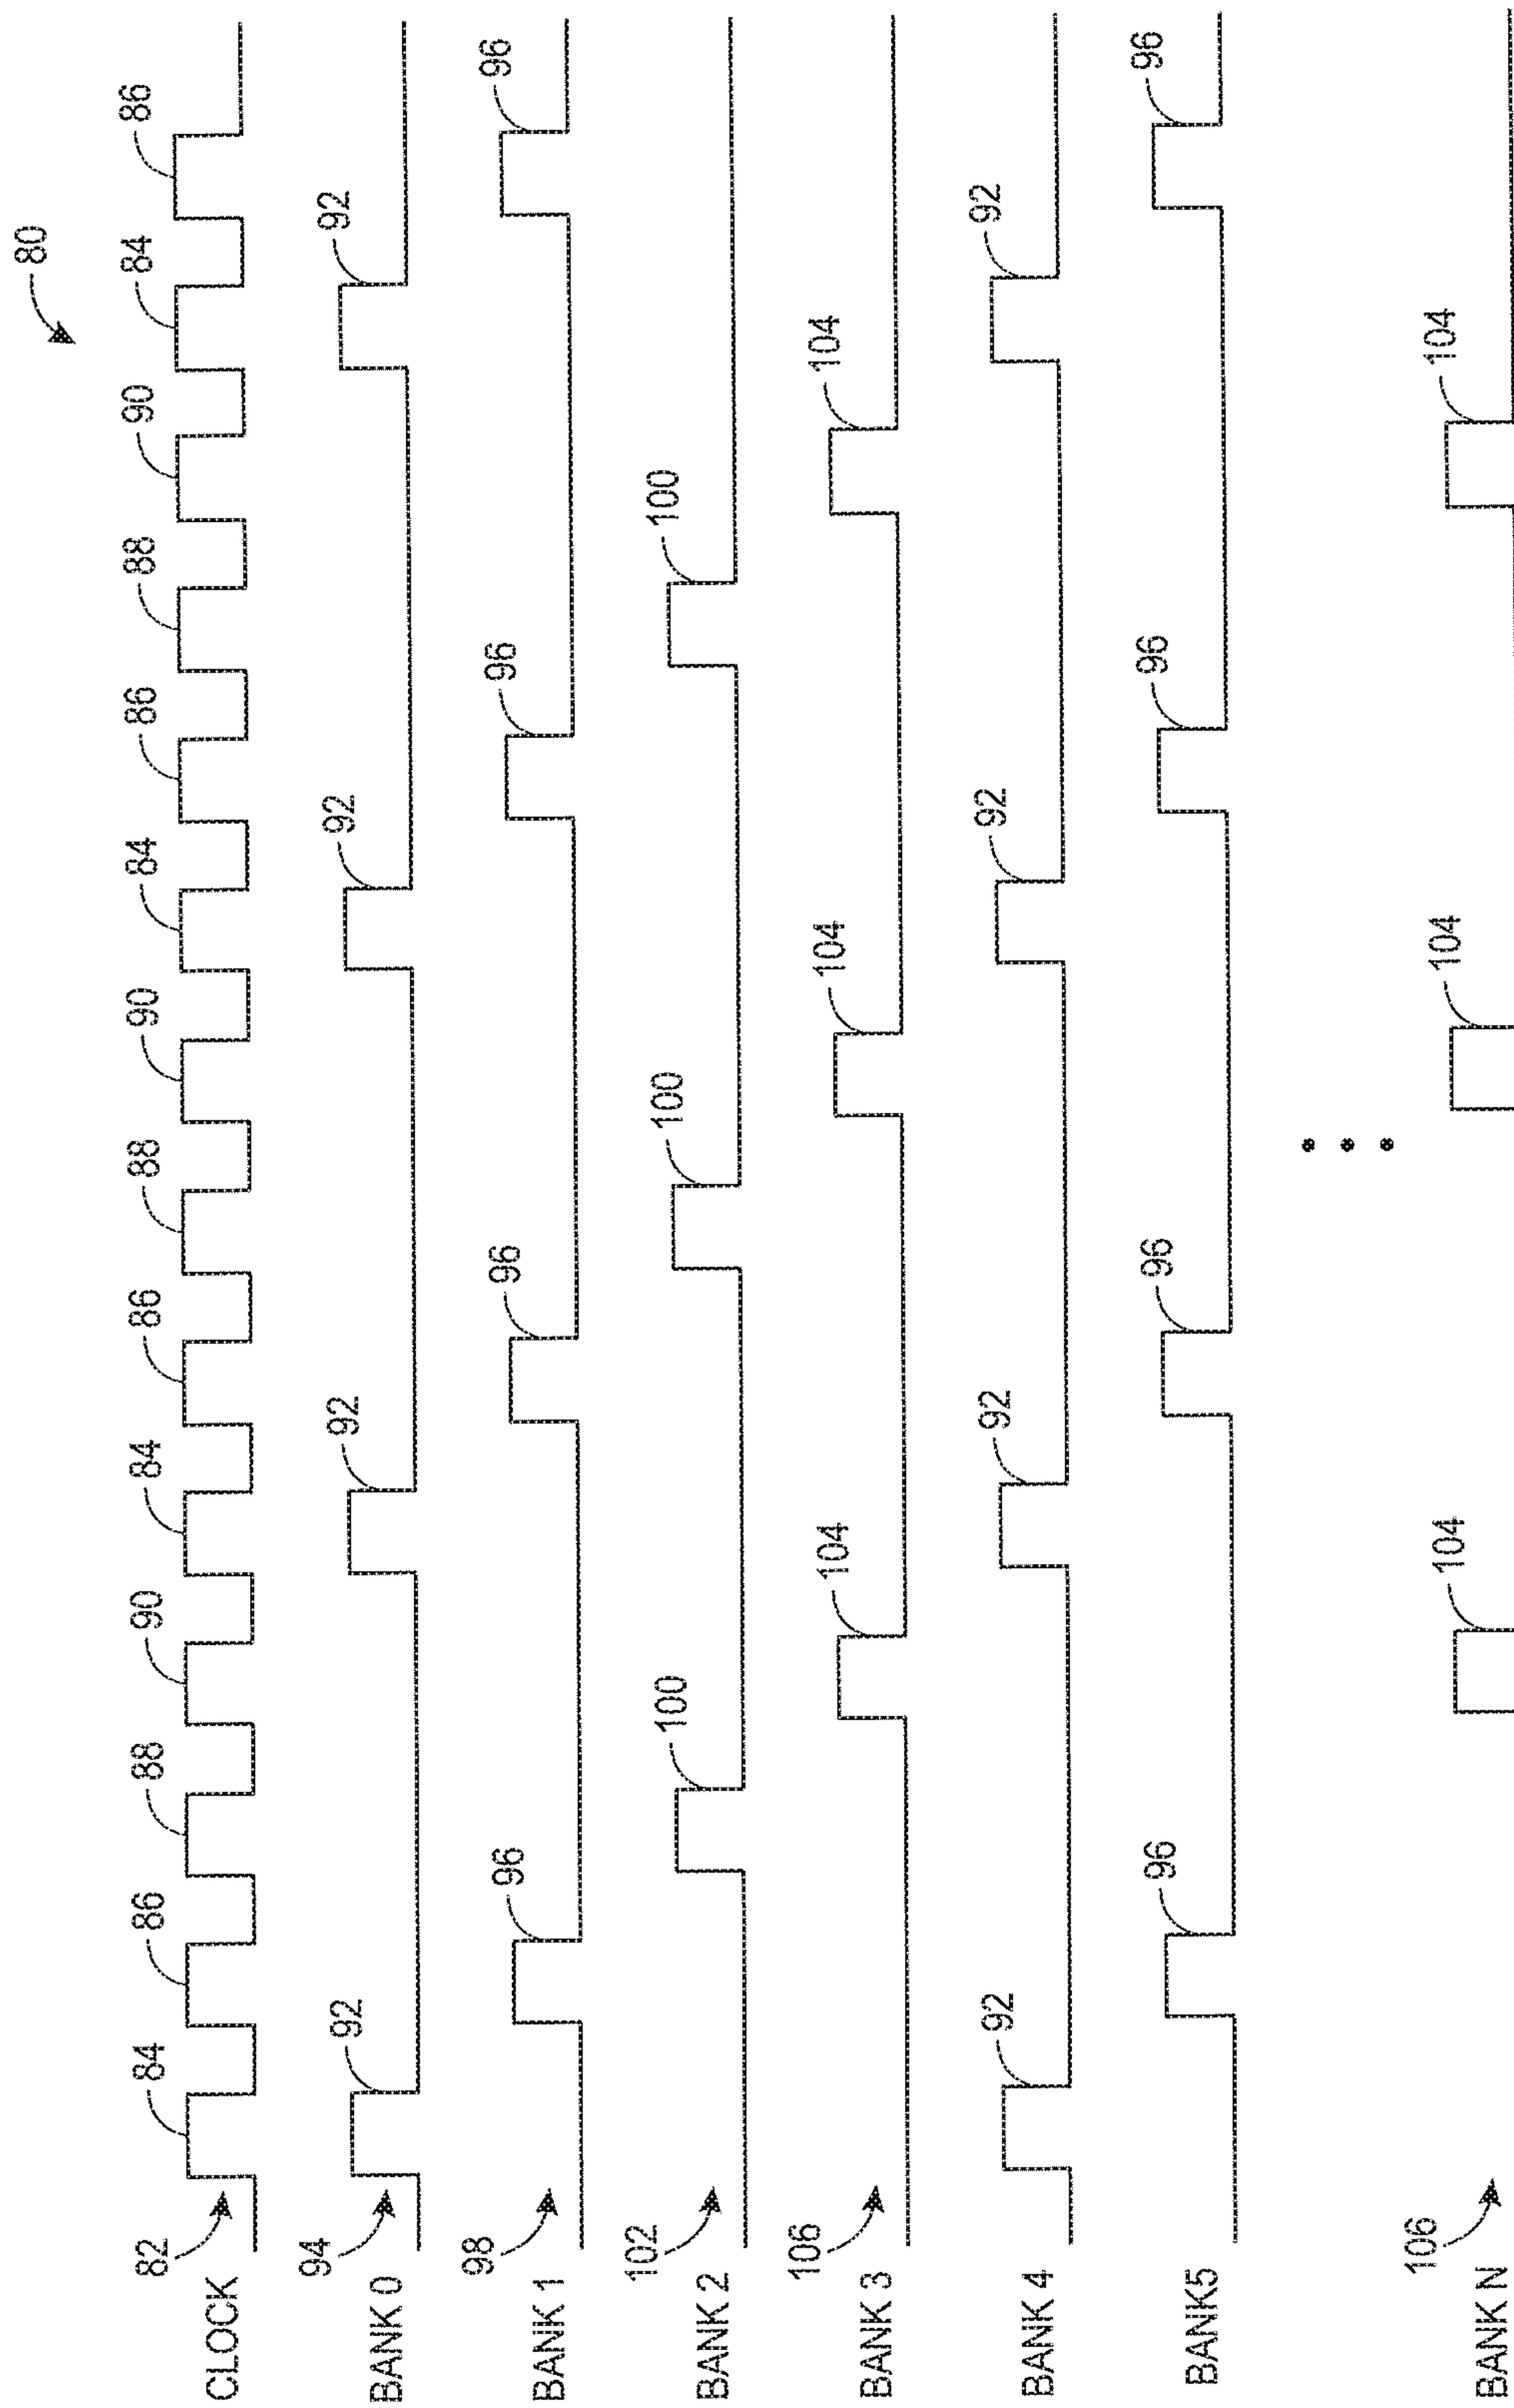 80
84 86 88 90 84 86 88 90 84 86 88 90 84 86
82
CLOCK
92 92 92 92
94
BANK 0
96 96 96 96
98
BANK 1
100 100 100
102
BANK 2
104 104 104
106
BANK 3
92 92 92 92
BANK 4
96 96 96 96
BANK5
104 104 104
106
BANK N